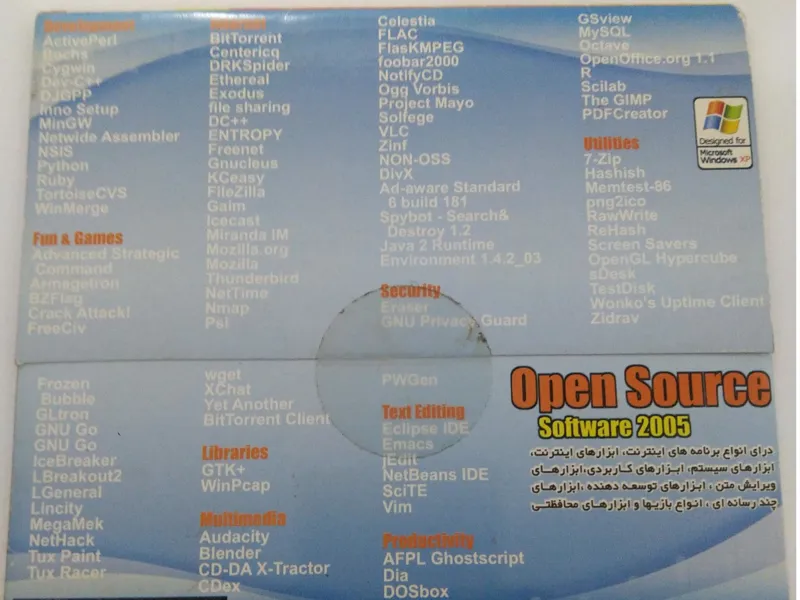 Development
ActivePerl
Bochs
Cygwin
Dev-C++
DJGPP
Inno Setup
MinGW
Netwide Assembler
NSIS
Python
Ruby
TortoiseCVS
WinMerge
Fun & Games
Advanced Strategic
Command
Armagetron
BZFlag
Crack Attack!
FreeCiv
Frozen
Bubble
GLtron
GNU Go
GNU Go
IceBreaker
LBreakout2
LGeneral
Lincity
MegaMek
NetHack
Tux Paint
Tux Racer
Internet
BitTorrent
Centericq
DRKSpider
Ethereal
Exodus
file sharing
DC++
ENTROPY
Freenet
Gnucleus
KCeasy
FileZilla
Gaim
Icecast
Miranda IM
Mozilla.org
Mozilla
Thunderbird
NetTime
Nmap
Psi
wget
XChat
Yet Another
BitTorrent Client
Libraries
GTK+
WinPcap
Multimedia
Audacity
Blender
CD-DA X-Tractor
CDex
Celestia
FLAC
FlasKMPEG
foobar2000
NotifyCD
Ogg Vorbis
Project Mayo
Solfege
VLC
Zinf
NON-OSS
DivX
Ad-aware Standard
6 build 181
Spybot - Search&
Destroy 1.2
Java 2 Runtime
Environment 1.4.2_03
Security
Eraser
GNU Privacy Guard
PWGen
Text Editing
Eclipse IDE
Emacs
jEdit
NetBeans IDE
SciTE
Vim
Productivity
AFPL Ghostscript
Dia
DOSbox
GSview
MySQL
Octave
OpenOffice.org 1.1
R
Scilab
The GIMP
PDFCreator
Utilities
7-Zip
Hashish
Memtest-86
png2ico
RawWrite
ReHash
Screen Savers
OpenGL Hypercube
sDesk
TestDisk
Wonko's Uptime Client
Zidrav
Designed for
Microsoft
Windows XP
Open Source
Software 2005
درای انواع برنامه های اینترنت، ابزارهای اینترنت،
ابزارهای سیستم، ابزارهای کاربردی،ابزارهای
ویرایش متن ، ابزارهای توسعه دهنده ،ابزارهای
چند رسانه ای ، انواع بازیها و ابزارهای محافظتی